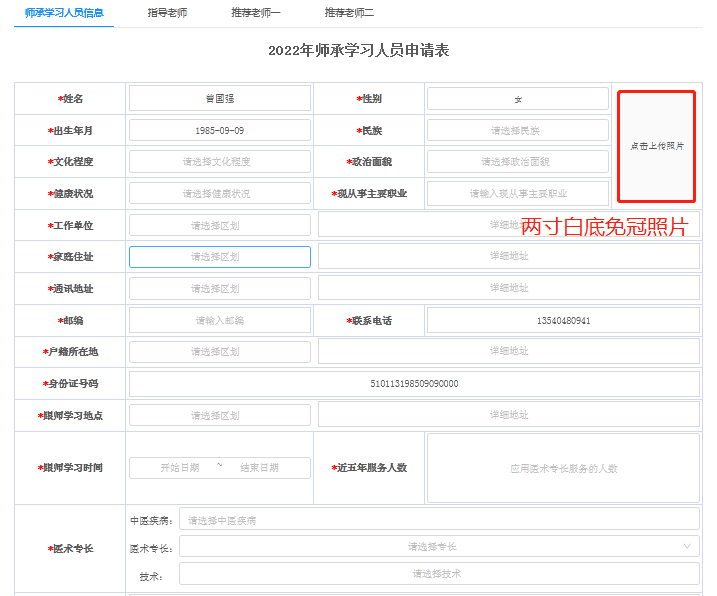 师承学习人员信息 指导老师 推荐老师一 推荐老师二
2022年师承学习人员申请表
*姓名 曾国强 *性别 女
点击上传照片
*出生年月 1985-09-09 *民族 请选择民族
*文化程度 请选择文化程度 *政治面貌 请选择政治面貌
*健康状况 请选择健康状况 *现从事主要职业 请输入现从事主要职业
*工作单位 请选择区划 详细地
两寸白底免冠照片
*家庭住址 请选择区划 详细地址
*通讯地址 请选择区划 详细地址
*邮编 请输入邮编 *联系电话 13540480941
*户籍所在地 请选择区划 详细地址
*身份证号码 510113198509090000
*跟师学习地点 请选择区划 详细地址
*跟师学习时间 开始日期 ~ 结束日期 *近五年服务人数 应用医术专长服务的人数
*医术专长
中医疾病: 请选择中医疾病
医术专长: 请选择专长
技术: 请选择技术